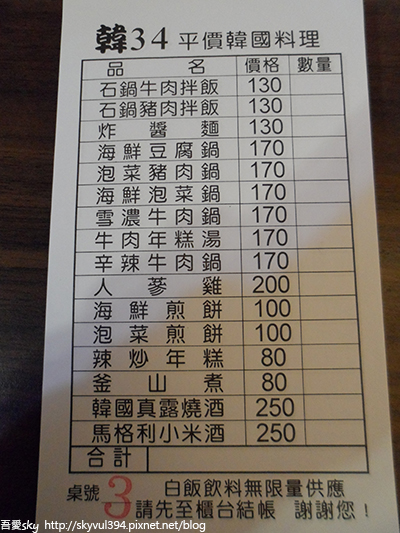 韓34 平價韓國料理
品名 價格 數量
石鍋牛肉拌飯 130
石鍋豬肉拌飯 130
炸醬麵 130
海鮮豆腐鍋 170
泡菜豬肉鍋 170
海鮮泡菜鍋 170
雪濃牛肉鍋 170
牛肉年糕湯 170
辛辣牛肉鍋 170
人蔘雞 200
海鮮煎餅 100
泡菜煎餅 100
辣炒年糕 80
釜山煮 80
韓國真露燒酒 250
馬格利小米酒 250
合計
桌號 3 白飯飲料無限量供應
請先至櫃台結帳 謝謝您!
吾愛sky http://skyvul394.pixnet.net/blog